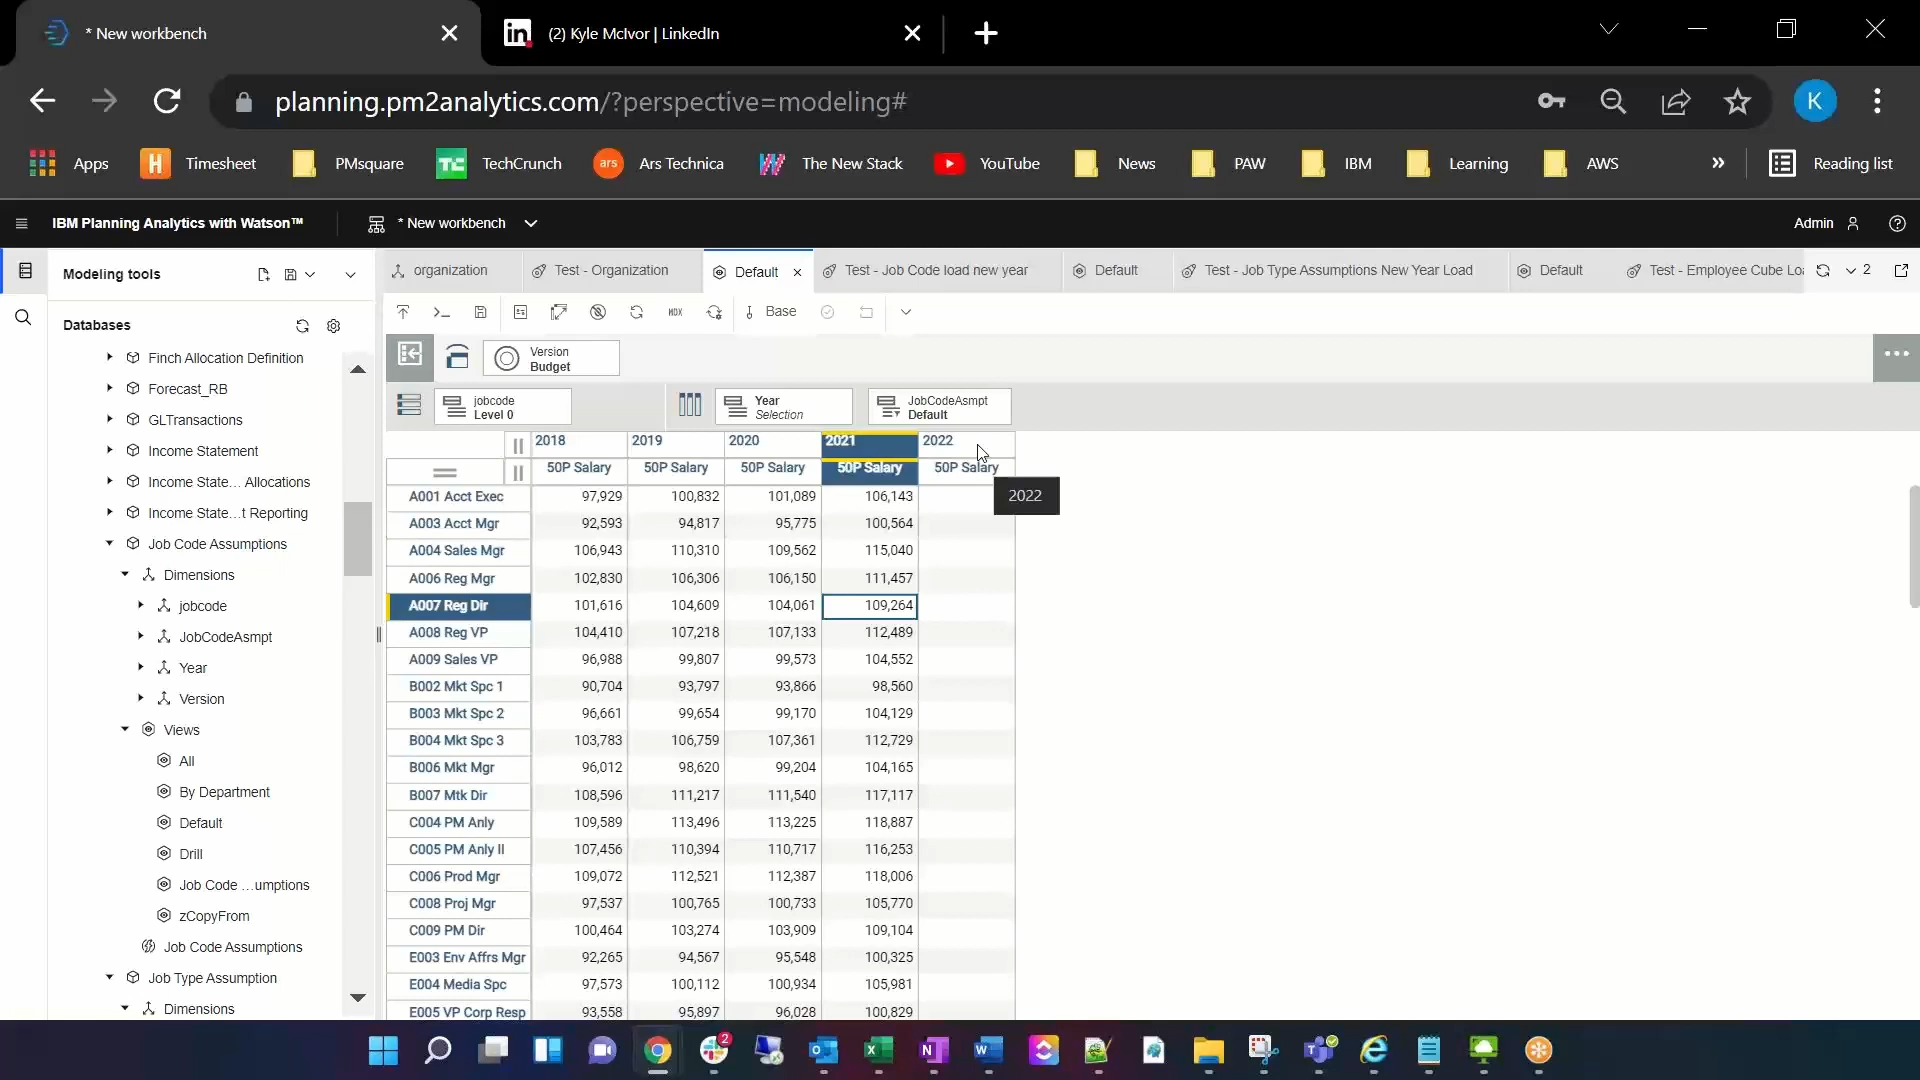 * New workbench
in
(2) Kyle McIvor | LinkedIn
planning.pm2analytics.com/?perspective=modeling#
K
Apps
H
Timesheet
PMsquare
TC
TechCrunch
ars
Ars Technica
The New Stack
YouTube
News
PAW
IBM
Learning
AWS
»
Reading list
IBM Planning Analytics with Watson™
* New workbench
Admin
Modeling tools
organization
Test - Organization
Default
Test - Job Code load new year
Default
Test - Job Type Assumptions New Year Load
Default
Test - Employee Cube Loa
2
MDX
Base
Databases
Version
Budget
jobcode
Level 0
Year
Selection
JobCodeAsmpt
Default
Finch Allocation Definition
Forecast_RB
GLTransactions
Income Statement
Income State... Allocations
Income State...t Reporting
Job Code Assumptions
Dimensions
jobcode
JobCodeAsmpt
Year
Version
Views
All
By Department
Default
Drill
Job Code ...umptions
zCopyFrom
Job Code Assumptions
Job Type Assumption
Dimensions
2018 2019 2020 2021 2022
50P Salary 50P Salary 50P Salary 50P Salary 50P Salary
2022
A001 Acct Exec 97,929 100,832 101,089 106,143
A003 Acct Mgr 92,593 94,817 95,775 100,564
A004 Sales Mgr 106,943 110,310 109,562 115,040
A006 Reg Mgr 102,830 106,306 106,150 111,457
A007 Reg Dir 101,616 104,609 104,061 109,264
A008 Reg VP 104,410 107,218 107,133 112,489
A009 Sales VP 96,988 99,807 99,573 104,552
B002 Mkt Spc 1 90,704 93,797 93,866 98,560
B003 Mkt Spc 2 96,661 99,654 99,170 104,129
B004 Mkt Spc 3 103,783 106,759 107,361 112,729
B006 Mkt Mgr 96,012 98,620 99,204 104,165
B007 Mtk Dir 108,596 111,217 111,540 117,117
C004 PM Anly 109,589 113,496 113,225 118,887
C005 PM Anly II 107,456 110,394 110,717 116,253
C006 Prod Mgr 109,072 112,521 112,387 118,006
C008 Proj Mgr 97,537 100,765 100,733 105,770
C009 PM Dir 100,464 103,274 103,909 109,104
E003 Env Affrs Mgr 92,265 94,567 95,548 100,325
E004 Media Spc 97,573 100,112 100,934 105,981
E005 VP Corp Resp 93,558 95,897 96,028 100,829
2